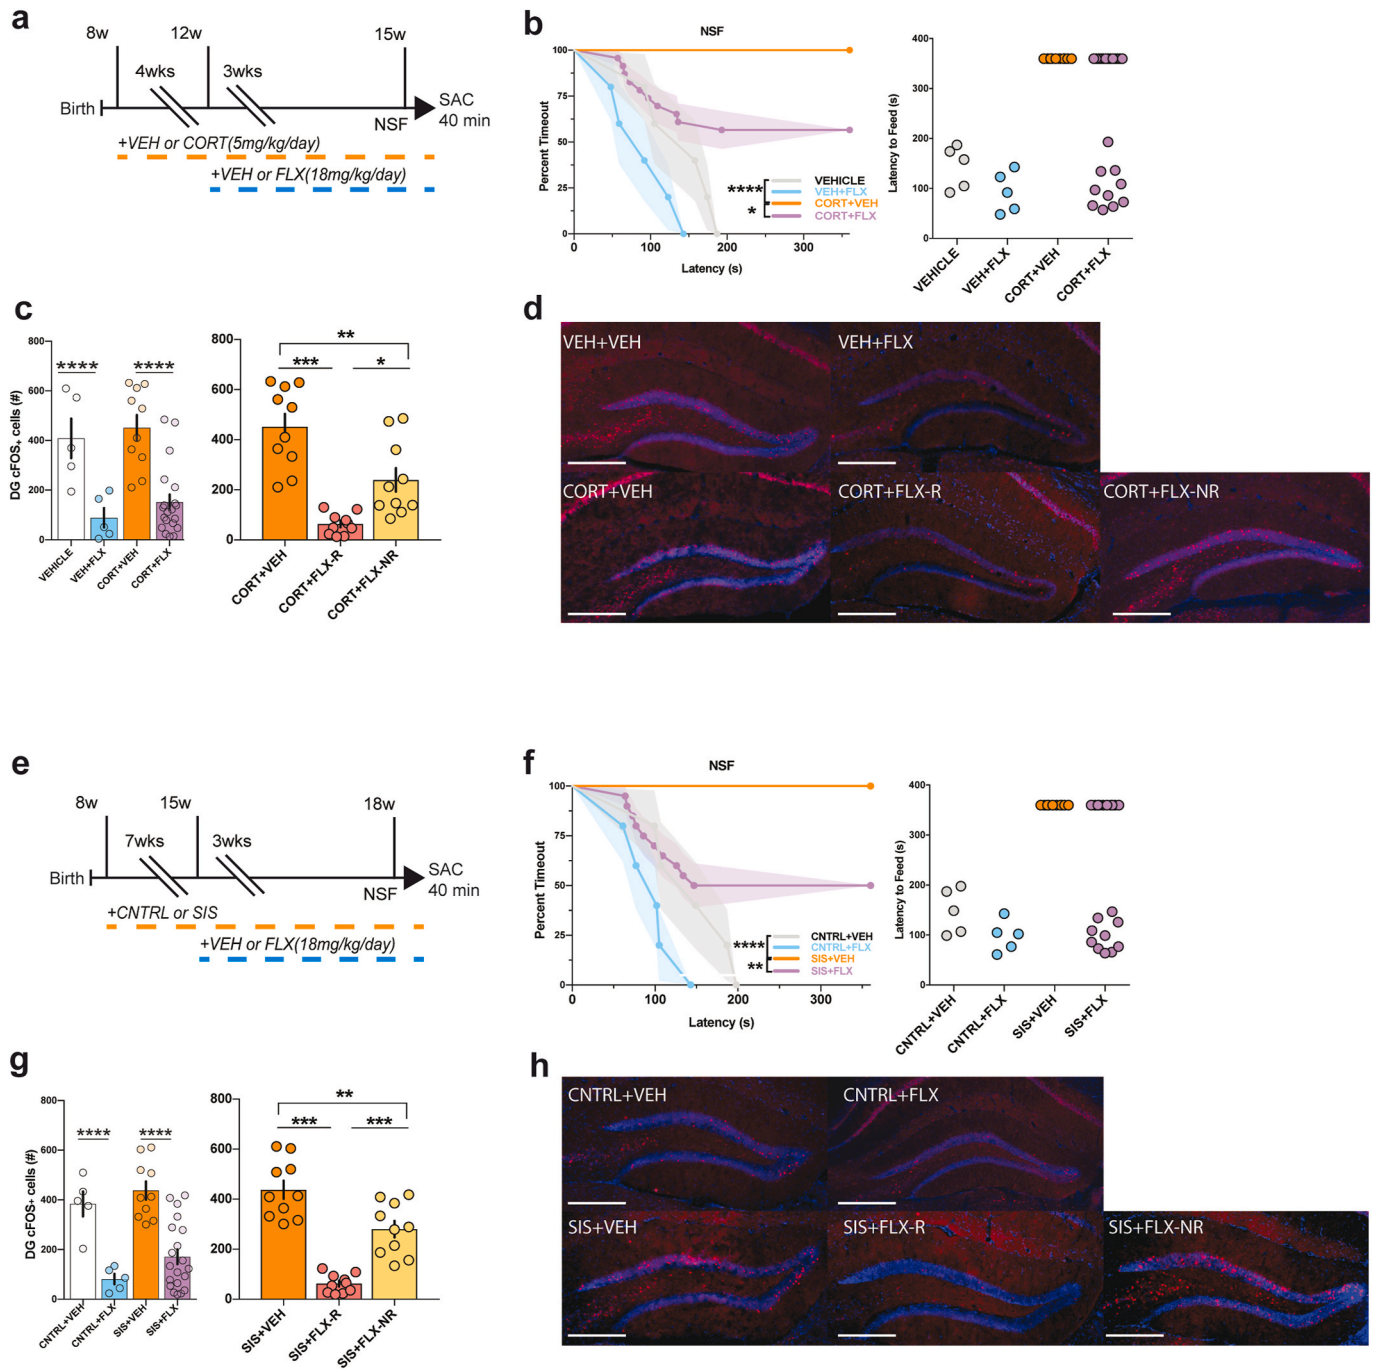 a
8w
12w
15w
4wks
3wks
Birth
SAC
40 min
NSF
+VEH or CORT(5mg/kg/day)
+VEH or FLX(18mg/kg/day)
b
NSF
Percent Timeout
100
75
50
25
0
0
100
200
300
Latency (s)
****
*
VEHICLE
VEH+FLX
CORT+VEH
CORT+FLX
Latency to Feed (s)
400
300
200
100
0
VEHICLE
VEH+FLX
CORT+VEH
CORT+FLX
c
DG cFOS+ cells (#)
800
600
400
200
0
****
****
VEHICLE
VEH+FLX
CORT+VEH
CORT+FLX
800
600
400
200
0
**
***
*
CORT+VEH
CORT+FLX-R
CORT+FLX-NR
d
VEH+VEH
VEH+FLX
CORT+VEH
CORT+FLX-R
CORT+FLX-NR
e
8w
15w
18w
7wks
3wks
Birth
SAC
40 min
NSF
+CNTRL or SIS
+VEH or FLX(18mg/kg/day)
f
NSF
Percent Timeout
100
75
50
25
0
0
100
200
300
Latency (s)
****
**
CNTRL+VEH
CNTRL+FLX
SIS+VEH
SIS+FLX
Latency to Feed (s)
400
300
200
100
0
CNTRL+VEH
CNTRL+FLX
SIS+VEH
SIS+FLX
g
DG cFOS+ cells (#)
800
600
400
200
0
****
****
CNTRL+VEH
CNTRL+FLX
SIS+VEH
SIS+FLX
800
600
400
200
0
**
***
***
SIS+VEH
SIS+FLX-R
SIS+FLX-NR
h
CNTRL+VEH
CNTRL+FLX
SIS+VEH
SIS+FLX-R
SIS+FLX-NR